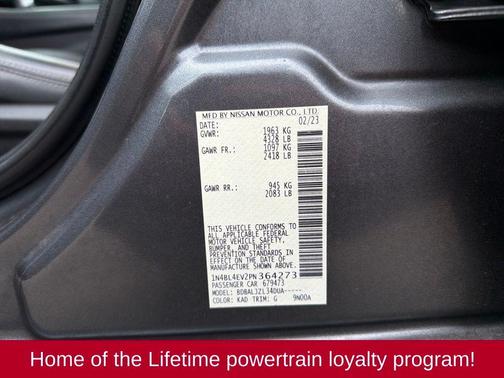 MFD BY NISSAN MOTOR CO., LTD.
DATE: 02/23
GVWR: 1963 KG
4328 LB
GAWR FR.: 1097 KG
2418 LB
GAWR RR.: 945 KG
2083 LB
THIS VEHICLE CONFORMS TO
ALL APPLICABLE FEDERAL
MOTOR VEHICLE SAFETY,
BUMPER, AND THEFT
PREVENTION STANDARDS
IN EFFECT ON THE DATE OF
MANUFACTURE SHOWN ABOVE.
1N4BL4EV2PN364273
PASSENGER CAR 679473
MODEL: BDBALJZL34DUA-----
COLOR: KAD TRIM: G 9N00A
Home of the Lifetime powertrain loyalty program!